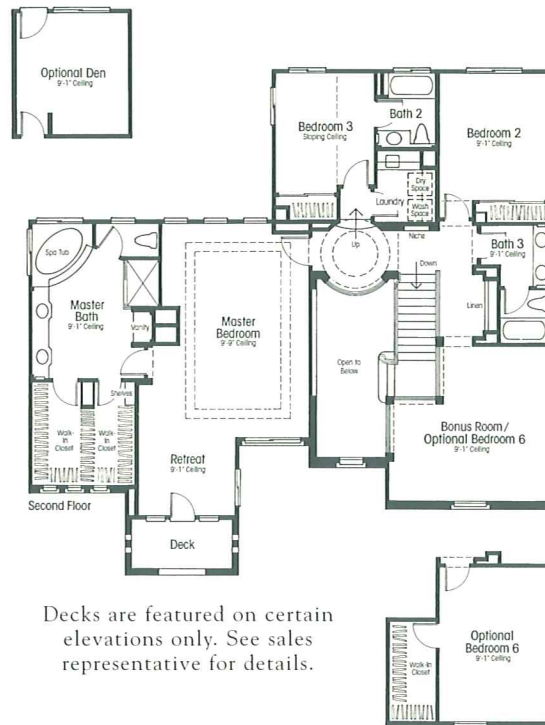 Optional Den
9'-1" Ceiling
Bedroom 3
Sloping Ceiling
Bath 2
Bedroom 2
9'-1" Ceiling
Laundry
Dry
Space
Wash
Space
Up
Niche
Down
Bath 3
9'-1" Ceiling
Linen
Spa Tub
Master
Bath
9'-1" Ceiling
Vanity
Shelves
Walk-
In
Closet
Walk-
In
Closet
Master
Bedroom
9'-9" Ceiling
Open to
Below
Retreat
9'-1" Ceiling
Bonus Room /
Optional Bedroom 6
9'-1" Ceiling
Second Floor
Deck
Decks are featured on certain
elevations only. See sales
representative for details.
Optional
Bedroom 6
9'-1" Ceiling
Walk-In
Closet